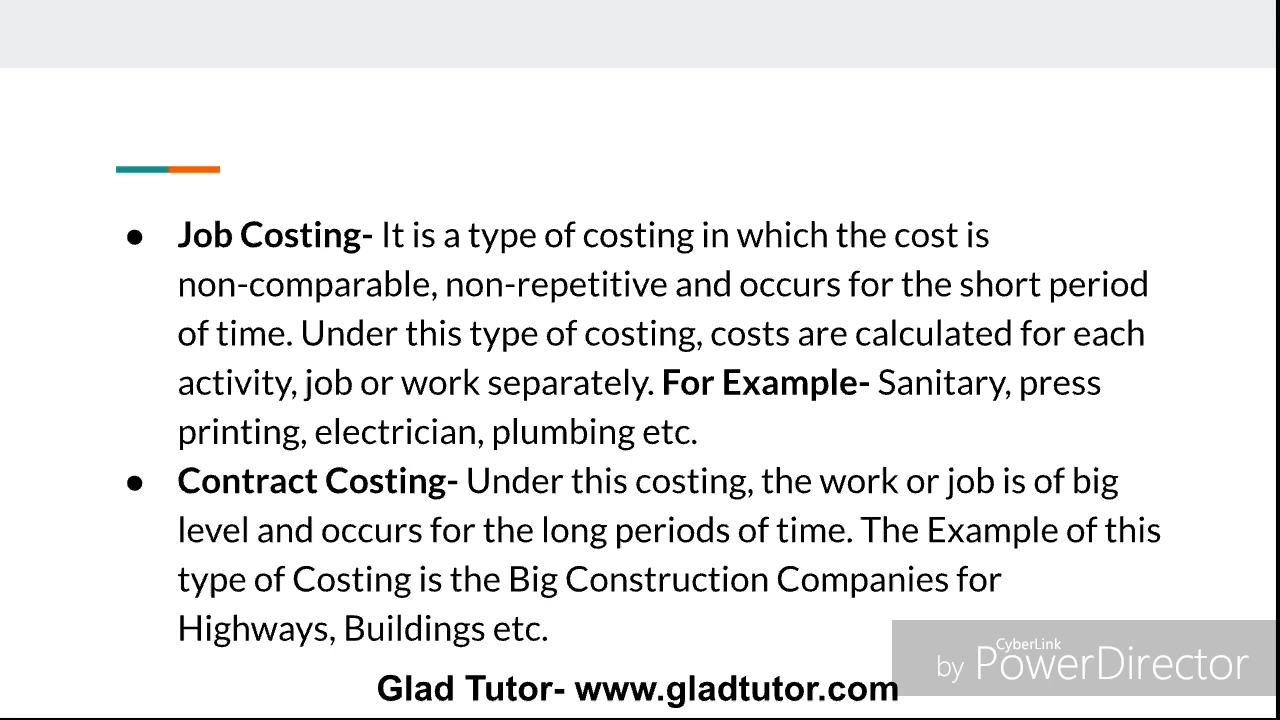 ● Job Costing- It is a type of costing in which the cost is
non-comparable, non-repetitive and occurs for the short period
of time. Under this type of costing, costs are calculated for each
activity, job or work separately. For Example- Sanitary, press
printing, electrician, plumbing etc.
● Contract Costing- Under this costing, the work or job is of big
level and occurs for the long periods of time. The Example of this
type of Costing is the Big Construction Companies for
Highways, Buildings etc.
CyberLink
by PowerDirector
Glad Tutor- www.gladtutor.com